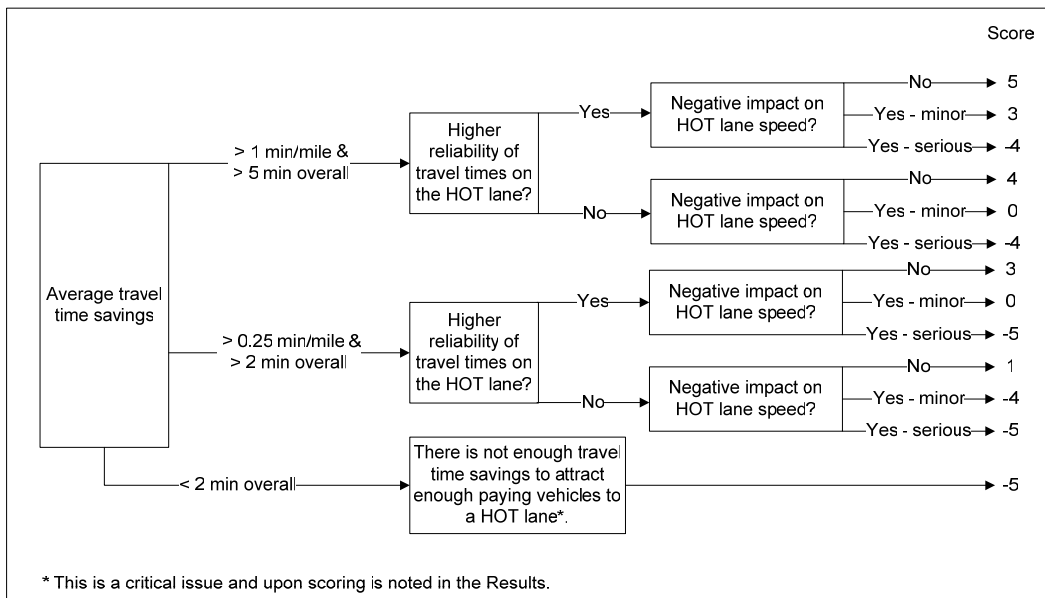 Score
Average travel
time savings
> 1 min/mile &
> 5 min overall
Higher
reliability of
travel times on
the HOT lane?
Yes
Negative impact on
HOT lane speed?
No
5
Yes - minor
3
Yes - serious
-4
No
Negative impact on
HOT lane speed?
No
4
Yes - minor
0
Yes - serious
-4
> 0.25 min/mile &
> 2 min overall
Higher
reliability of
travel times on
the HOT lane?
Yes
Negative impact on
HOT lane speed?
No
3
Yes - minor
0
Yes - serious
-5
No
Negative impact on
HOT lane speed?
No
1
Yes - minor
-4
Yes - serious
-5
< 2 min overall
There is not enough travel
time savings to attract
enough paying vehicles to
a HOT lane*.
-5
* This is a critical issue and upon scoring is noted in the Results.